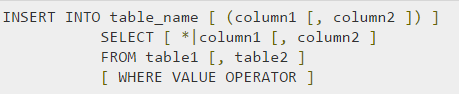 INSERT INTO table_name [ (column1 [, column2 ]) ]
SELECT [ *|column1 [, column2 ]
FROM table1 [, table2 ]
[ WHERE VALUE OPERATOR ]